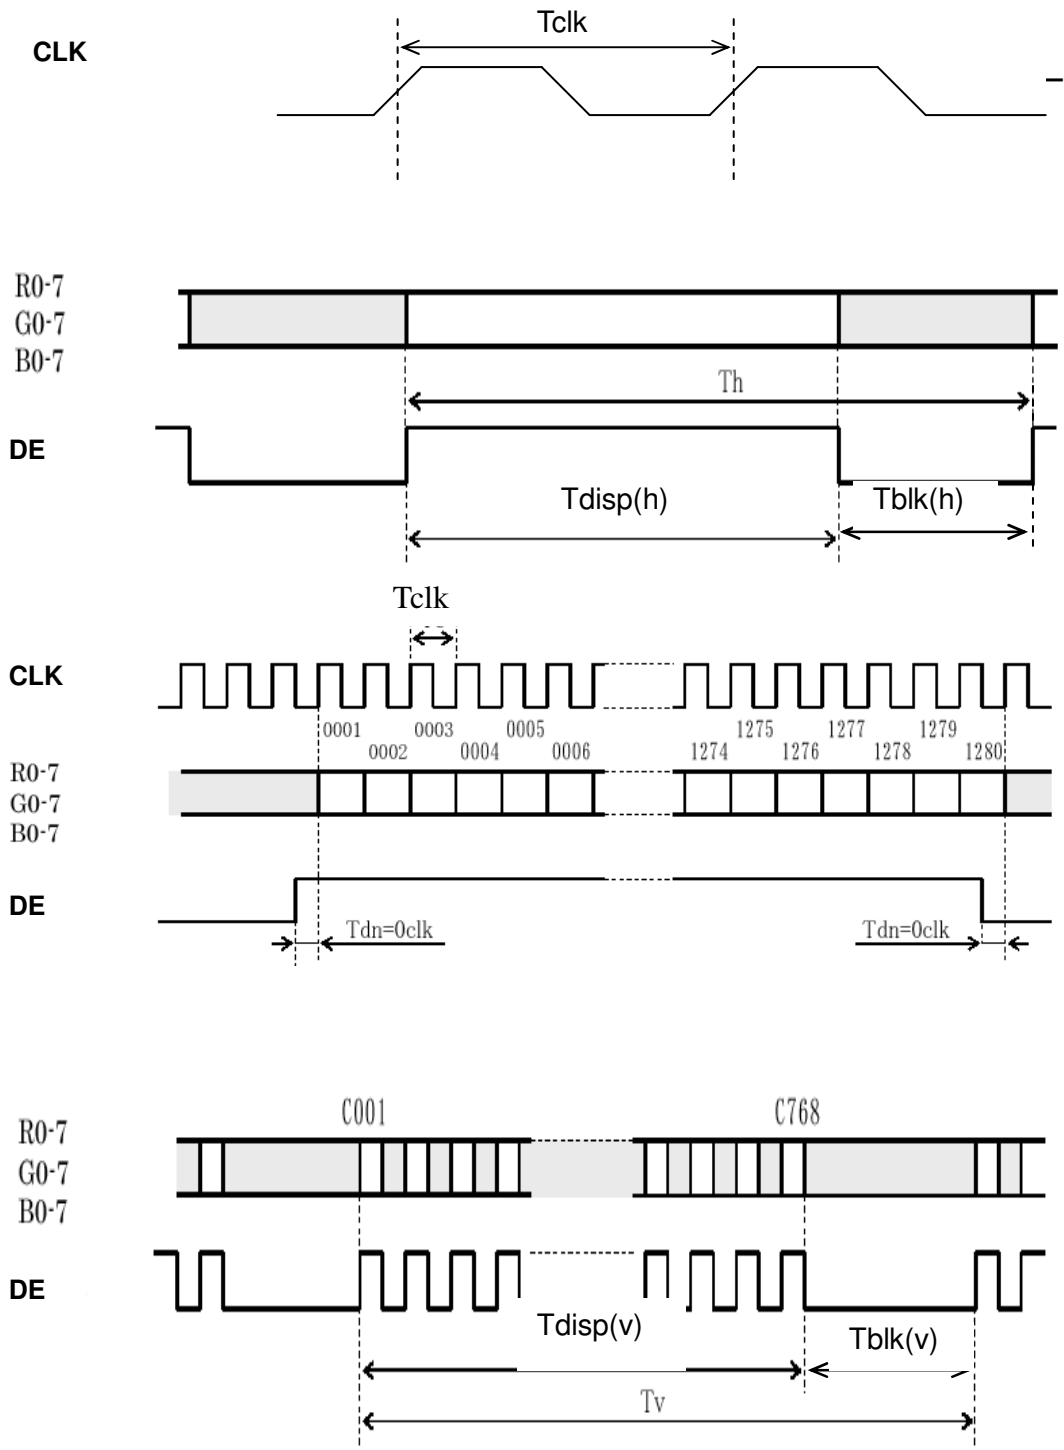 Tclk
CLK
R0-7
G0-7
B0-7
Th
DE
Tdisp(h)
Tblk(h)
Tclk
CLK
0001 0003 0005 1275 1277 1279
0002 0004 0006 1274 1276 1278 1280
R0-7
G0-7
B0-7
DE
Tdn=0clk Tdn=0clk
C001 C768
R0-7
G0-7
B0-7
DE
Tdisp(v)
Tblk(v)
Tv